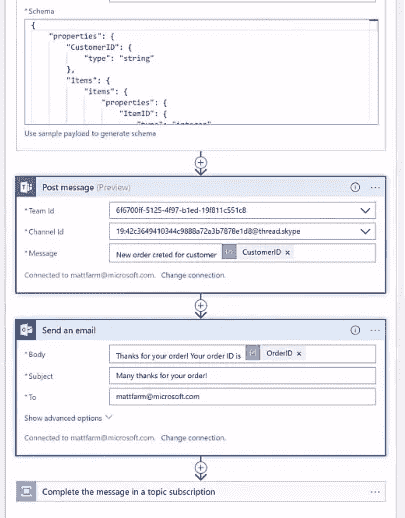 * Schema
{
"properties": {
"CustomerID": {
"type": "string"
},
"Items": {
"items": {
"properties": {
"ItemID": {
"type": "integer"
Use sample payload to generate schema
Post message (Preview)
* Team Id
6f6700ff-5125-4f97-b1ed-19f811c551c8
* Channel Id
19:42c3649410344c9888a72a3b7878e1d8@thread.skype
* Message
New order creted for customer CustomerID ×
Connected to mattfarm@microsoft.com. Change connection.
Send an email
* Body
Thanks for your order! Your order ID is OrderID ×
* Subject
Many thanks for your order!
* To
mattfarm@microsoft.com
Show advanced options
Connected to mattfarm@microsoft.com. Change connection.
Complete the message in a topic subscription